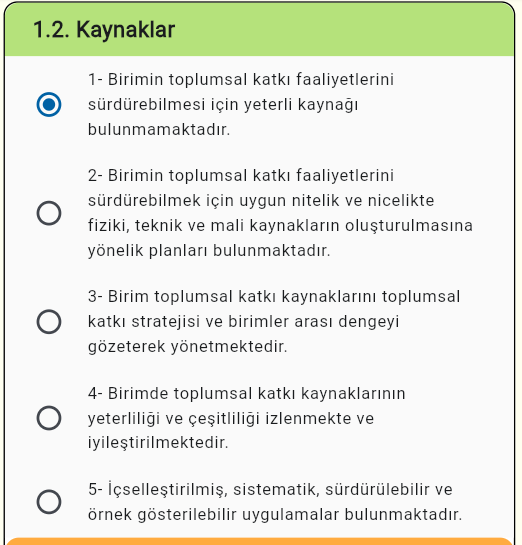 1.2. Kaynaklar
1- Birimin toplumsal katkı faaliyetlerini
sürdürebilmesi için yeterli kaynağı
bulunmamaktadır.
2- Birimin toplumsal katkı faaliyetlerini
sürdürebilmek için uygun nitelik ve nicelikte
fiziki, teknik ve mali kaynakların oluşturulmasına
yönelik planları bulunmaktadır.
3- Birim toplumsal katkı kaynaklarını toplumsal
katkı stratejisi ve birimler arası dengeyi
gözeterek yönetmektedir.
4- Birimde toplumsal katkı kaynaklarının
yeterliliği ve çeşitliliği izlenmekte ve
iyileştirilmektedir.
5- İçselleştirilmiş, sistematik, sürdürülebilir ve
örnek gösterilebilir uygulamalar bulunmaktadır.